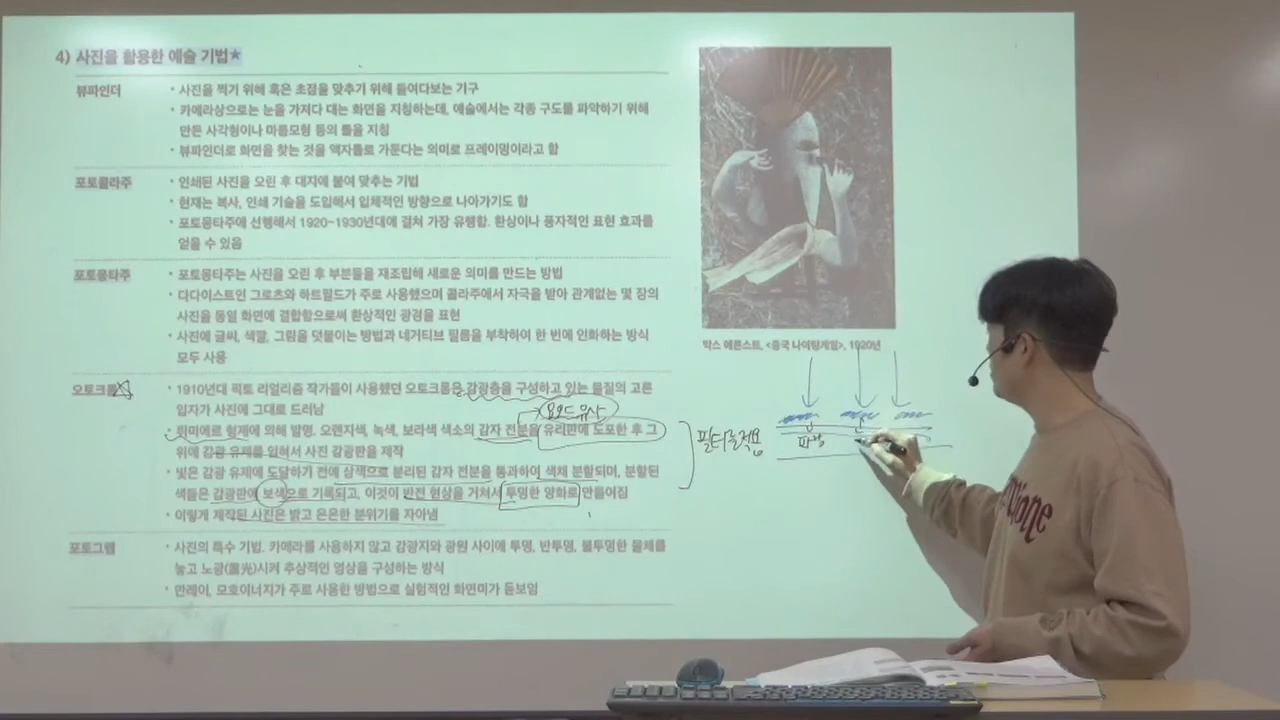 4) 사진을 활용한 예술 기법★
뷰파인더
• 사진을 찍기 위해 혹은 초점을 맞추기 위해 들여다보는 기구
• 카메라상으로는 눈을 가져다 대는 화면을 지칭하는데, 예술에서는 각종 구도를 파악하기 위해
만든 사각형이나 마름모형 등의 틀을 지칭
• 뷰파인더로 화면을 찾는 것을 액자틀로 가둔다는 의미로 프레이밍이라고 함
포토콜라주
• 인쇄된 사진을 오린 후 대지에 붙여 맞추는 기법
• 현재는 복사, 인쇄 기술을 도입해서 입체적인 방향으로 나아가기도 함
• 포토몽타주에 선행해서 1920~1930년대에 걸쳐 가장 유행함. 환상이나 풍자적인 표현 효과를
얻을 수 있음
포토몽타주
• 포토몽타주는 사진을 오린 후 부분들을 재조립해 새로운 의미를 만드는 방법
• 다다이스트인 그로츠와 하트필드가 주로 사용했으며 콜라주에서 자극을 받아 관계없는 몇 장의
사진을 동일 화면에 결합함으로써 환상적인 광경을 표현
• 사진에 글씨, 색깔, 그림을 덧붙이는 방법과 네거티브 필름을 부착하여 한 번에 인화하는 방식
모두 사용
오토크롬
• 1910년대 픽토리얼리즘 작가들이 사용했던 오토크롬은 감광층을 구성하고 있는 물질의 고른
입자가 사진에 그대로 드러남
요오드 유사
• 뤼미에르 형제에 의해 발명. 오렌지색, 녹색, 보라색 색소의 감자 전분을 유리판에 도포한 후 그
위에 감광 유제를 입혀서 사진 감광판을 제작
필터를 적용
• 빛은 감광 유제에 도달하기 전에 삼색으로 분리된 감자 전분을 통과하여 색채 분할되며, 분할된
색들은 감광판에 보색으로 기록되고, 이것이 반전 현상을 거쳐서 투명한 양화로 만들어짐
• 이렇게 제작된 사진은 밝고 은은한 분위기를 자아냄
포토그램
• 사진의 특수 기법. 카메라를 사용하지 않고 감광지와 광원 사이에 투명, 반투명, 불투명한 물체를
놓고 노광(露光)시켜 추상적인 영상을 구성하는 방식
• 만레이, 모호이너지가 주로 사용한 방법으로 실험적인 화면미가 돋보임
막스 에른스트, <중국 나이팅게일>, 1920년
파랑